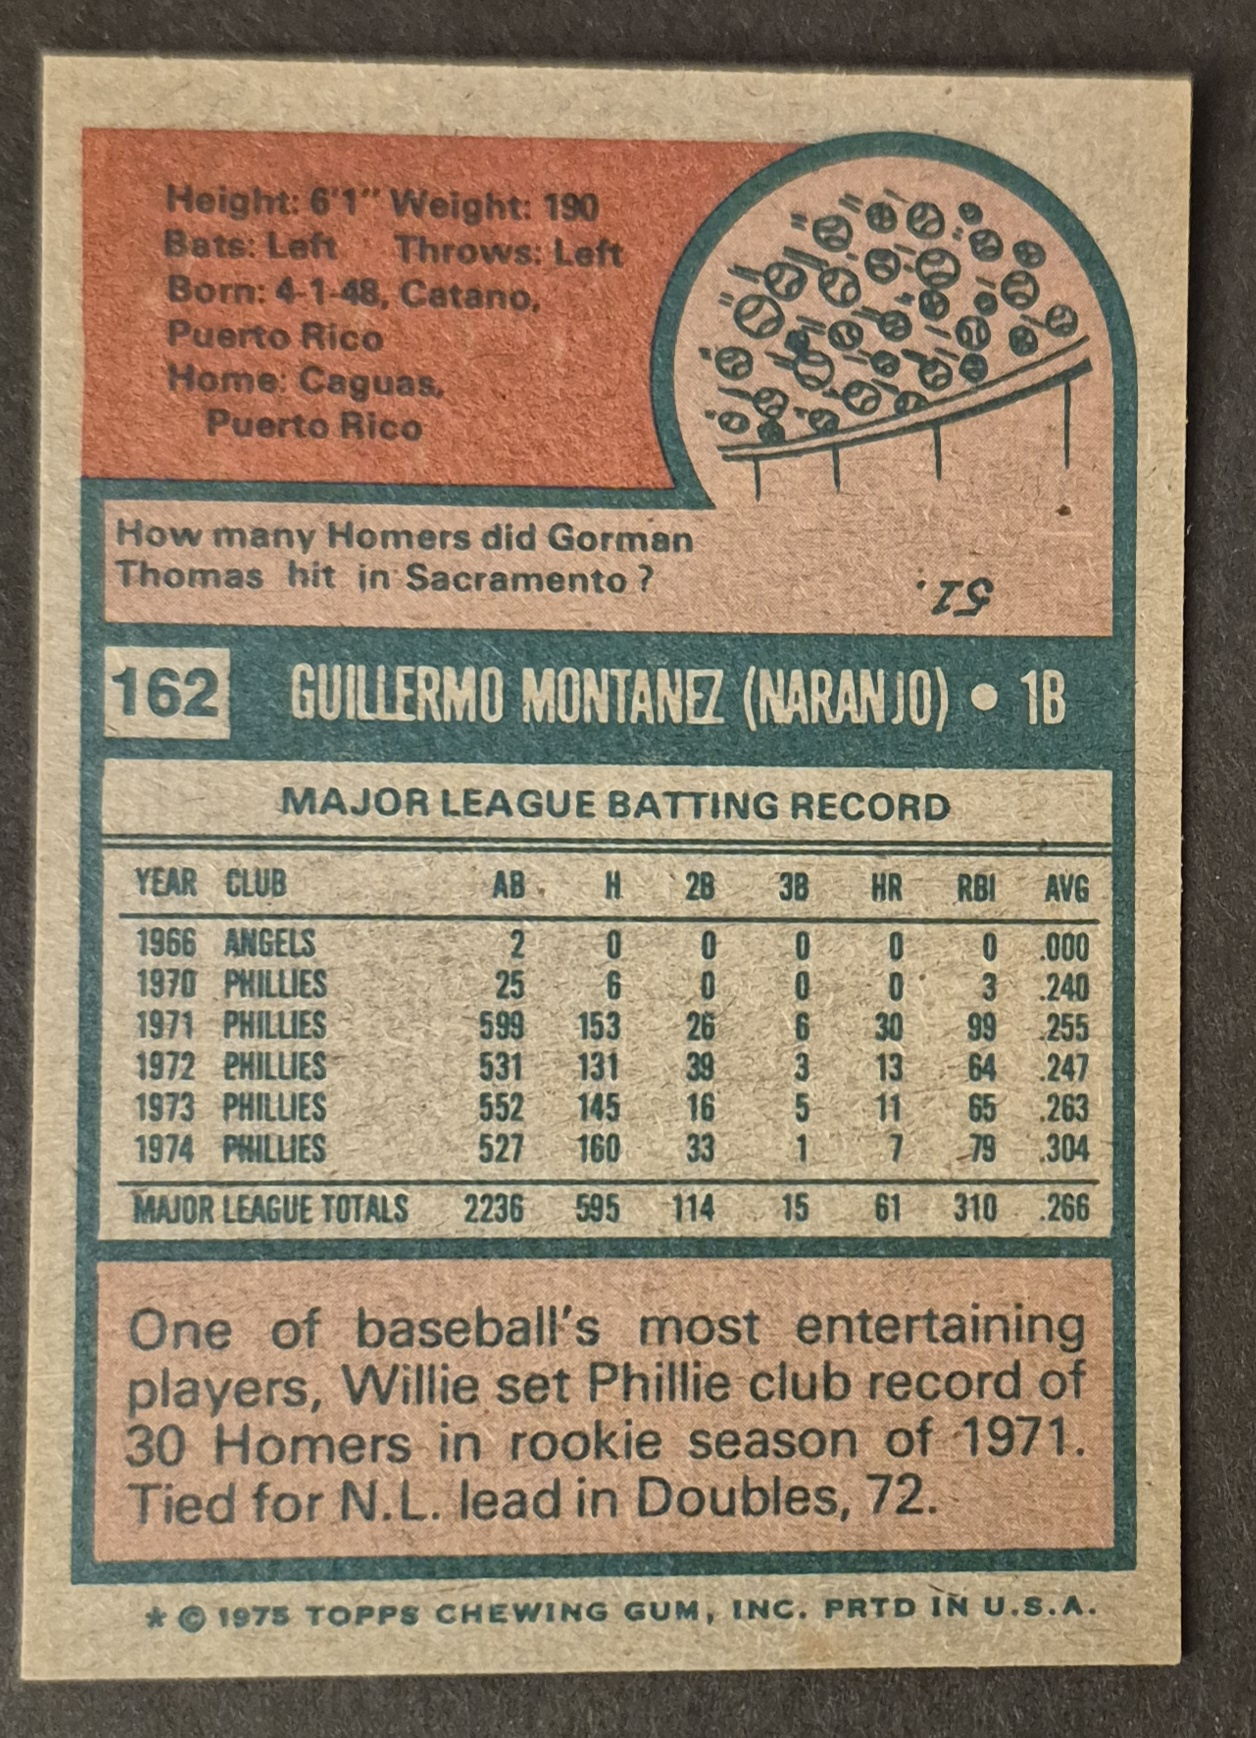 Height: 6'1" Weight: 190
Bats: Left Throws: Left
Born: 4-1-48, Catano,
Puerto Rico
Home: Caguas,
Puerto Rico
How many Homers did Gorman
Thomas hit in Sacramento?
51.
162 GUILLERMO MONTANEZ (NARANJO) • 1B
MAJOR LEAGUE BATTING RECORD
YEAR CLUB AB H 2B 3B HR RBI AVG
1966 ANGELS 2 0 0 0 0 0 .000
1970 PHILLIES 25 6 0 0 0 3 .240
1971 PHILLIES 599 153 26 6 30 99 .255
1972 PHILLIES 531 131 39 3 13 64 .247
1973 PHILLIES 552 145 16 5 11 65 .263
1974 PHILLIES 527 160 33 1 7 79 .304
MAJOR LEAGUE TOTALS 2236 595 114 15 61 310 .266
One of baseball's most entertaining
players, Willie set Phillie club record of
30 Homers in rookie season of 1971.
Tied for N.L. lead in Doubles, 72.
* © 1975 TOPPS CHEWING GUM, INC. PRTD IN U.S.A.